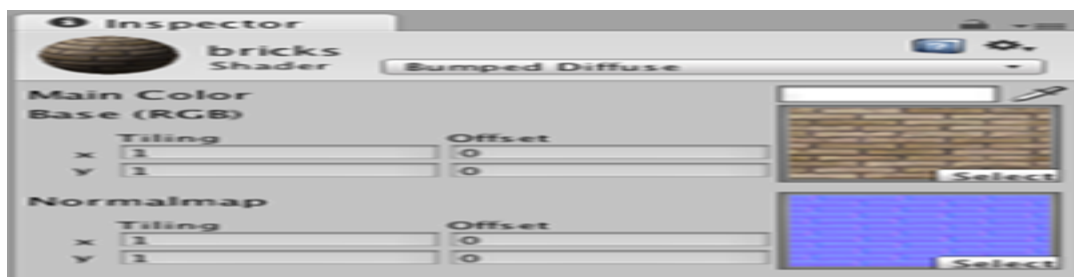 Inspector
bricks
Shader Bumped Diffuse
Main Color
Base (RGB)
Tiling Offset
x 1 0
y 1 0
Select
Normalmap
Tiling Offset
x 1 0
y 1 0
Select